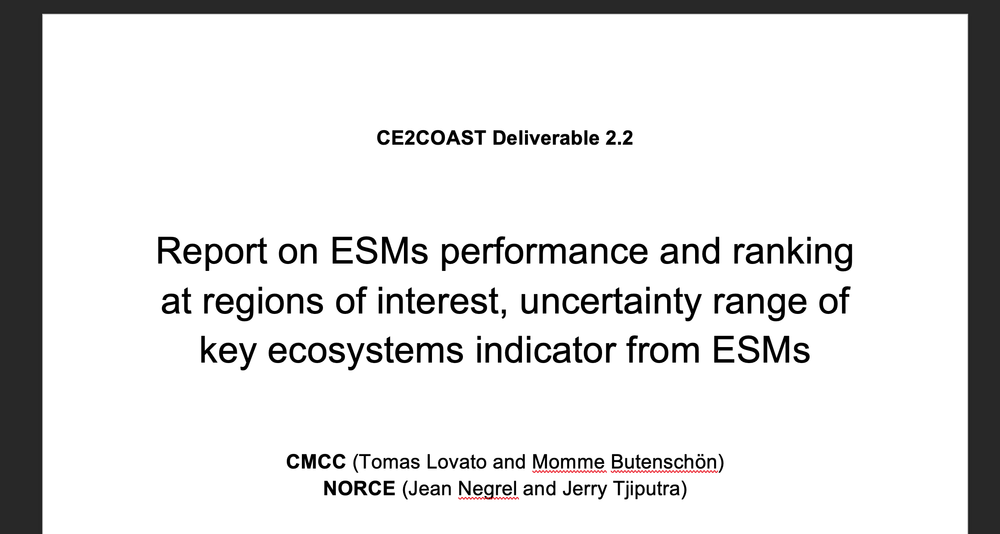 CE2COAST Deliverable 2.2
Report on ESMs performance and ranking
at regions of interest, uncertainty range of
key ecosystems indicator from ESMs
CMCC (Tomas Lovato and Momme Butenschön)
NORCE (Jean Negrel and Jerry Tjiputra)